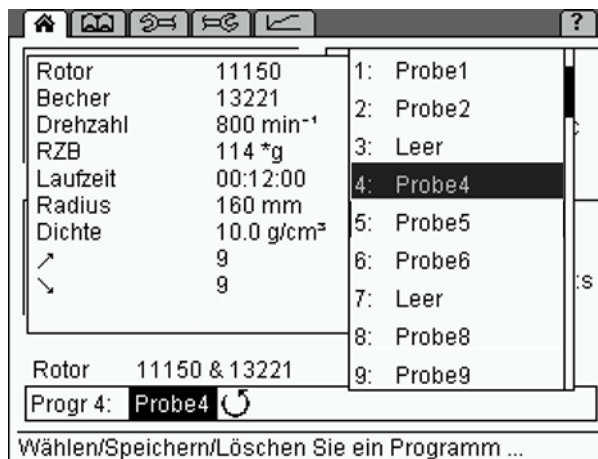 ?
Rotor 11150
Becher 13221
Drehzahl 800 min⁻¹
RZB 114 *g
Laufzeit 00:12:00
Radius 160 mm
Dichte 10.0 g/cm³
↗ 9
↘ 9
1: Probe1
2: Probe2
3: Leer
4: Probe4
5: Probe5
6: Probe6
7: Leer
8: Probe8
9: Probe9
:s
Rotor 11150 & 13221
Progr 4: Probe4
Wählen/Speichern/Löschen Sie ein Programm ...